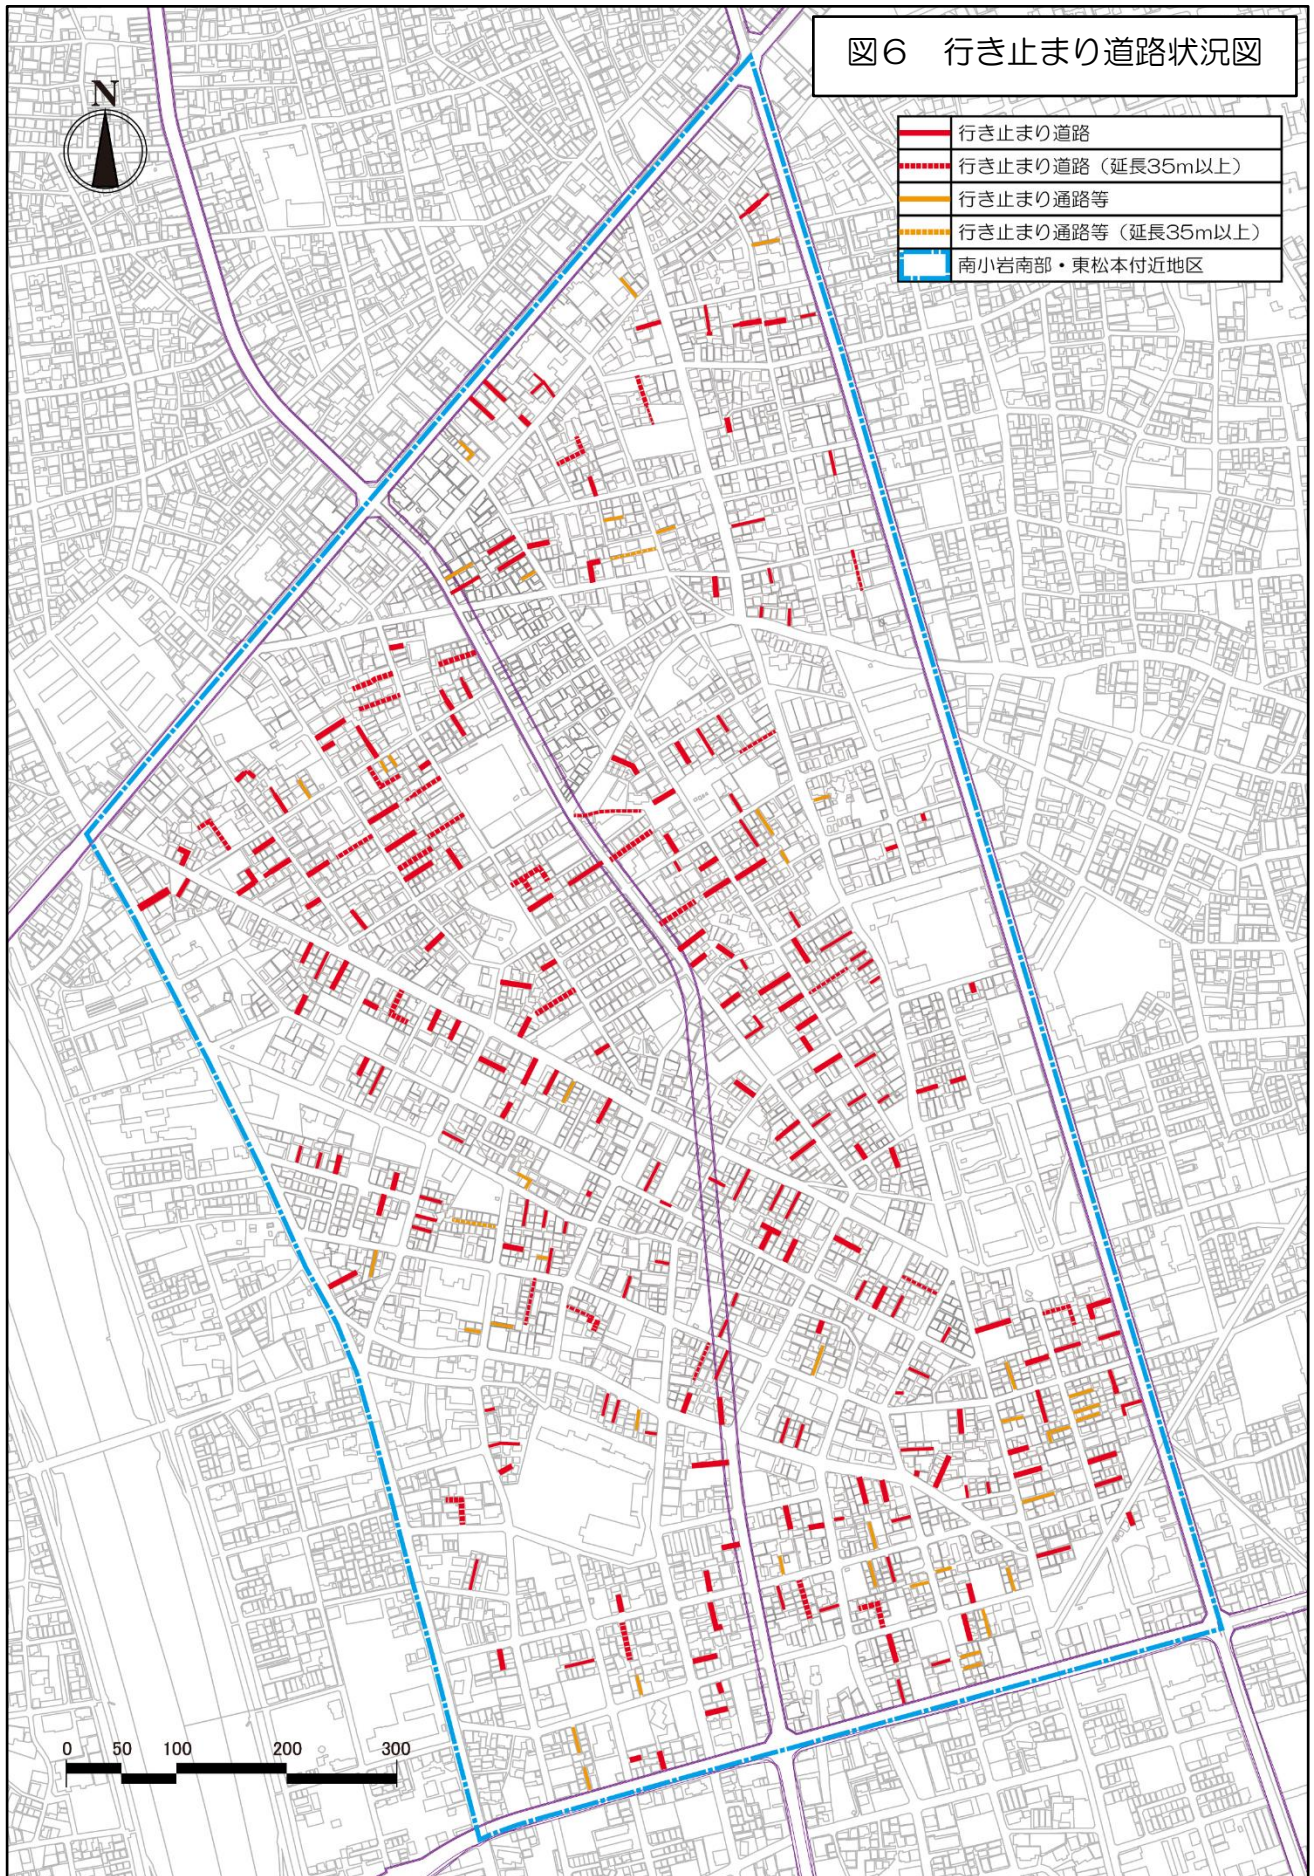 図６　行き止まり道路状況図
N
行き止まり道路
行き止まり道路（延長35m以上）
行き止まり通路等
行き止まり通路等（延長35m以上）
南小岩南部・東松本付近地区
0 50 100 200 300